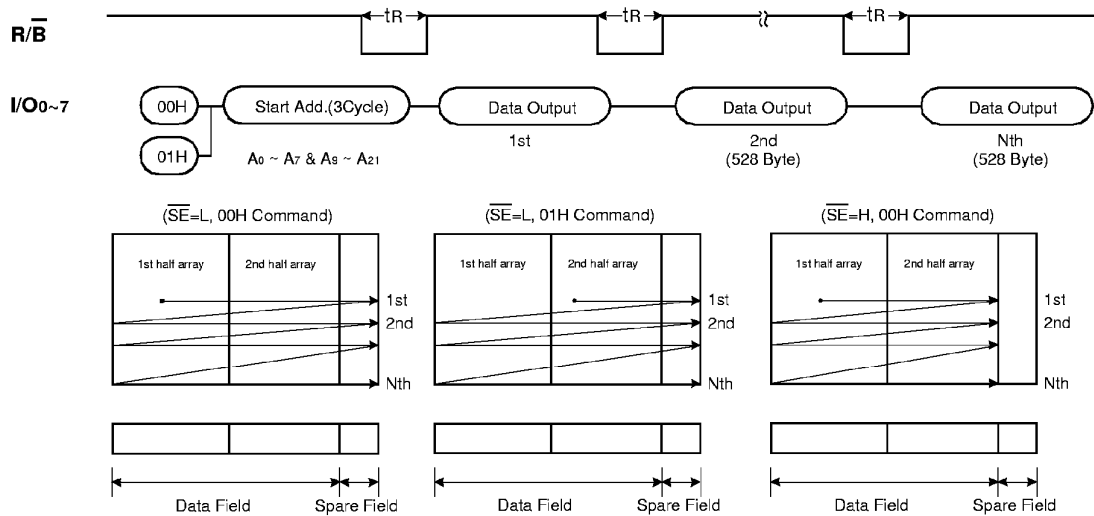 R/B tR tR tR
I/O0~7 00H Start Add.(3Cycle) Data Output Data Output Data Output
01H A0 ~ A7 & A9 ~ A21 1st 2nd Nth
(528 Byte) (528 Byte)
(SE=L, 00H Command) (SE=L, 01H Command) (SE=H, 00H Command)
1st half array 2nd half array 1st half array 2nd half array 1st half array 2nd half array
1st 1st 1st
2nd 2nd 2nd
Nth Nth Nth
Data Field Spare Field Data Field Spare Field Data Field Spare Field